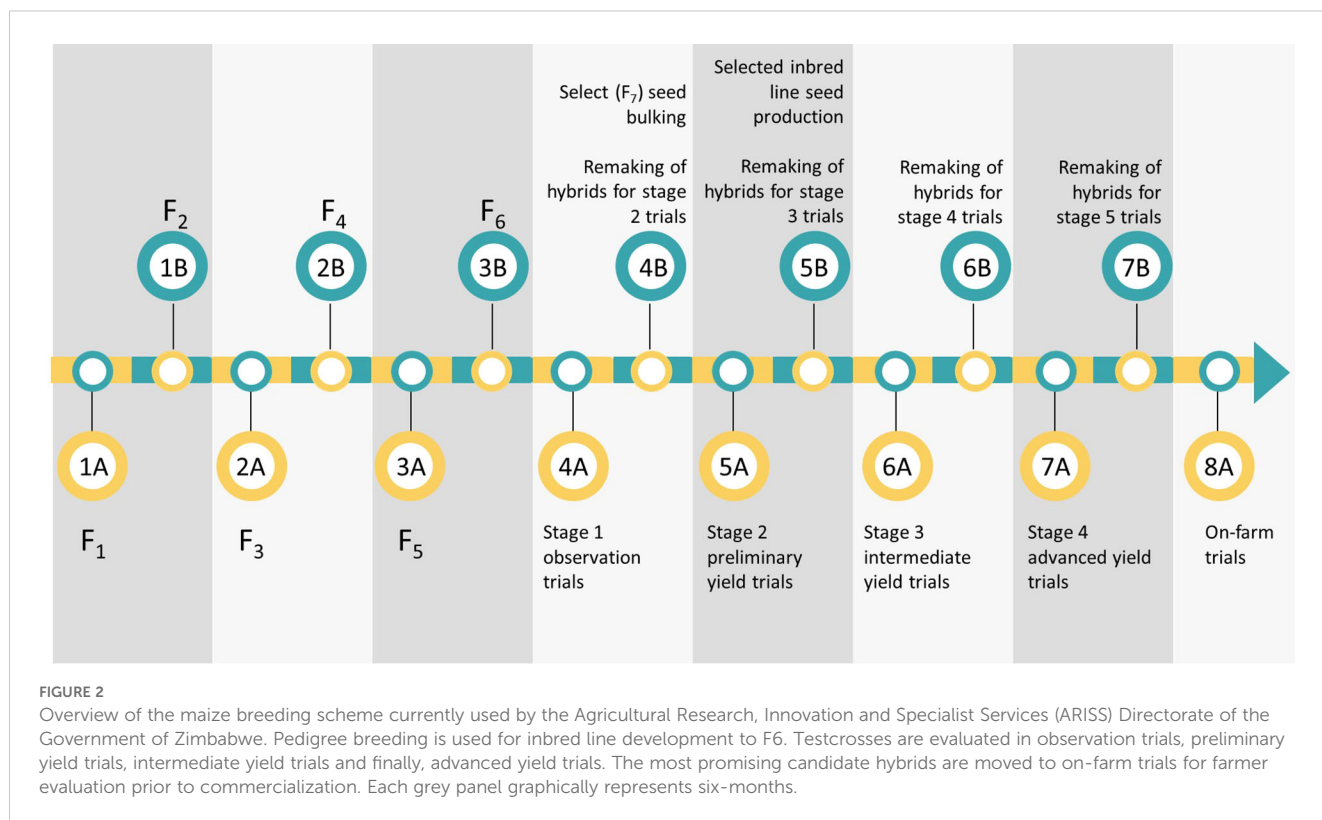 Select (F₇) seed
bulking
Selected inbred
line seed
production
Remaking of
hybrids for stage
2 trials
Remaking of
hybrids for stage
3 trials
Remaking of
hybrids for
stage 4 trials
Remaking of
hybrids for
stage 5 trials
F₂
F₄
F₆
1B
2B
3B
4B
5B
6B
7B
1A
2A
3A
4A
5A
6A
7A
8A
F₁
F₃
F₅
Stage 1
observation
trials
Stage 2
preliminary
yield trials
Stage 3
intermediate
yield trials
Stage 4
advanced yield
trials
On-farm
trials
FIGURE 2
Overview of the maize breeding scheme currently used by the Agricultural Research, Innovation and Specialist Services (ARISS) Directorate of the
Government of Zimbabwe. Pedigree breeding is used for inbred line development to F6. Testcrosses are evaluated in observation trials, preliminary
yield trials, intermediate yield trials and finally, advanced yield trials. The most promising candidate hybrids are moved to on-farm trials for farmer
evaluation prior to commercialization. Each grey panel graphically represents six-months.